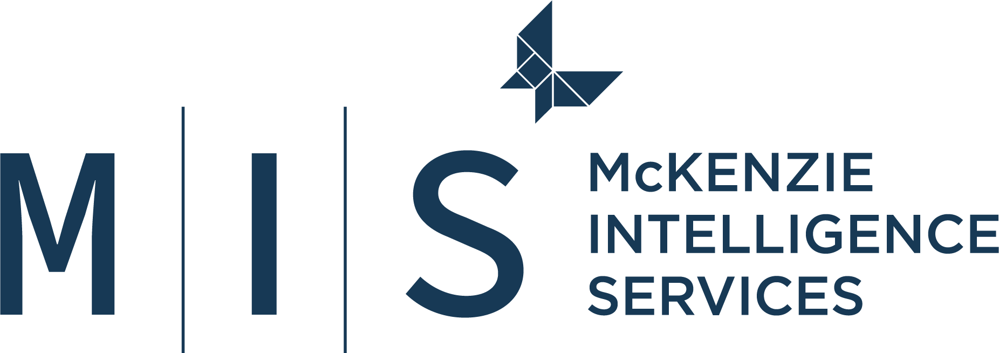 M|I|S
McKENZIE
INTELLIGENCE
SERVICES